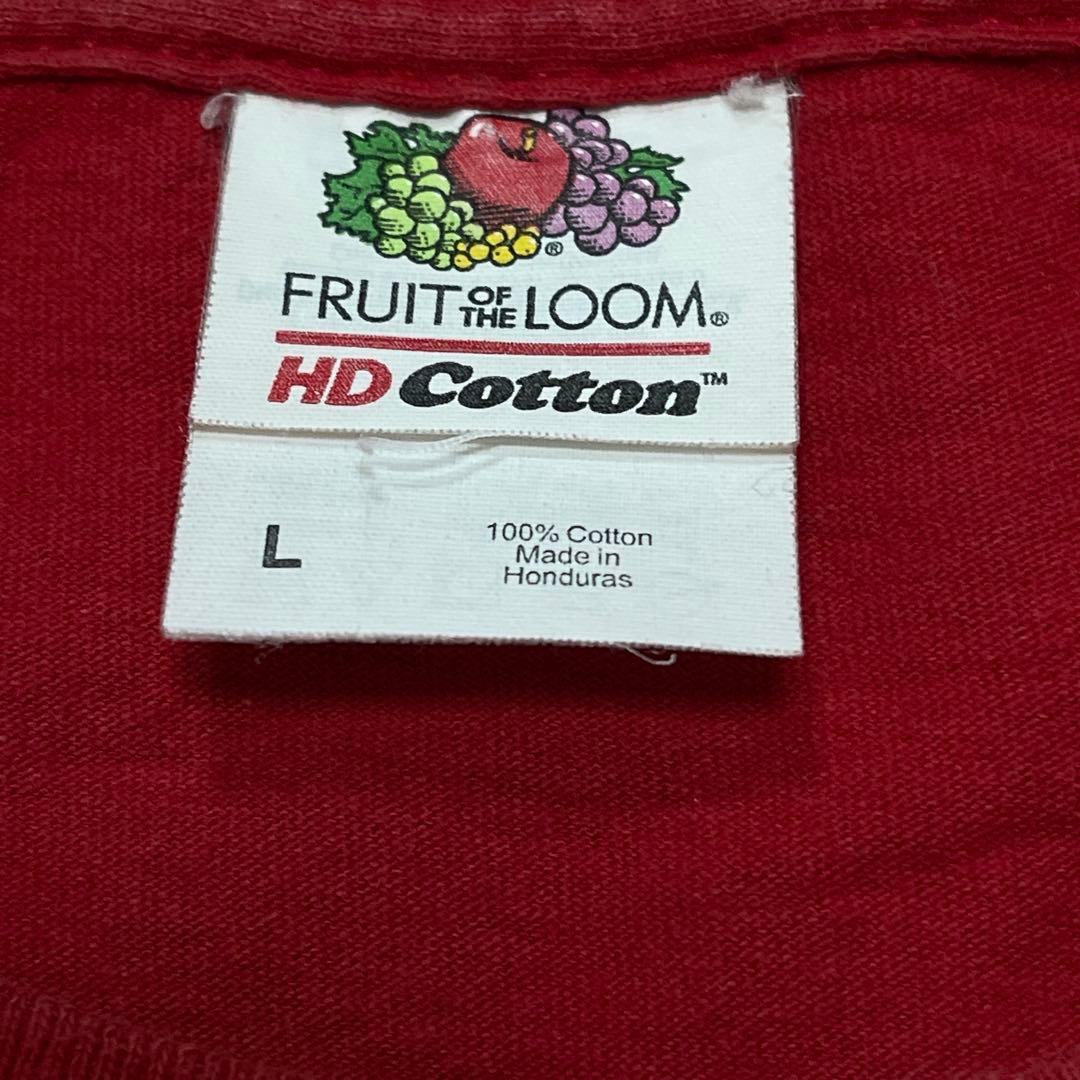 ®
FRUIT OF THE LOOM®
HD Cotton™
L
100% Cotton
Made in
Honduras